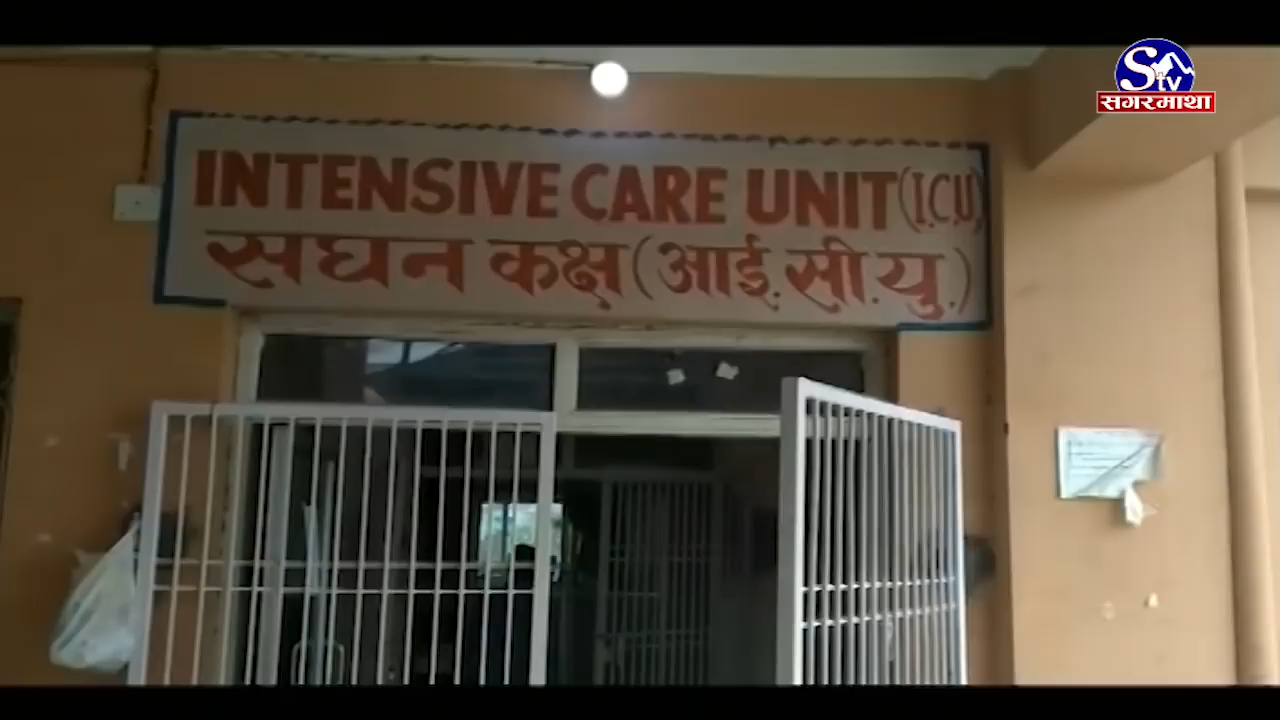 INTENSIVE CARE UNIT (I.C.U)
सघन कक्ष (आई.सी.यु.)
S tv
सगरमाथा